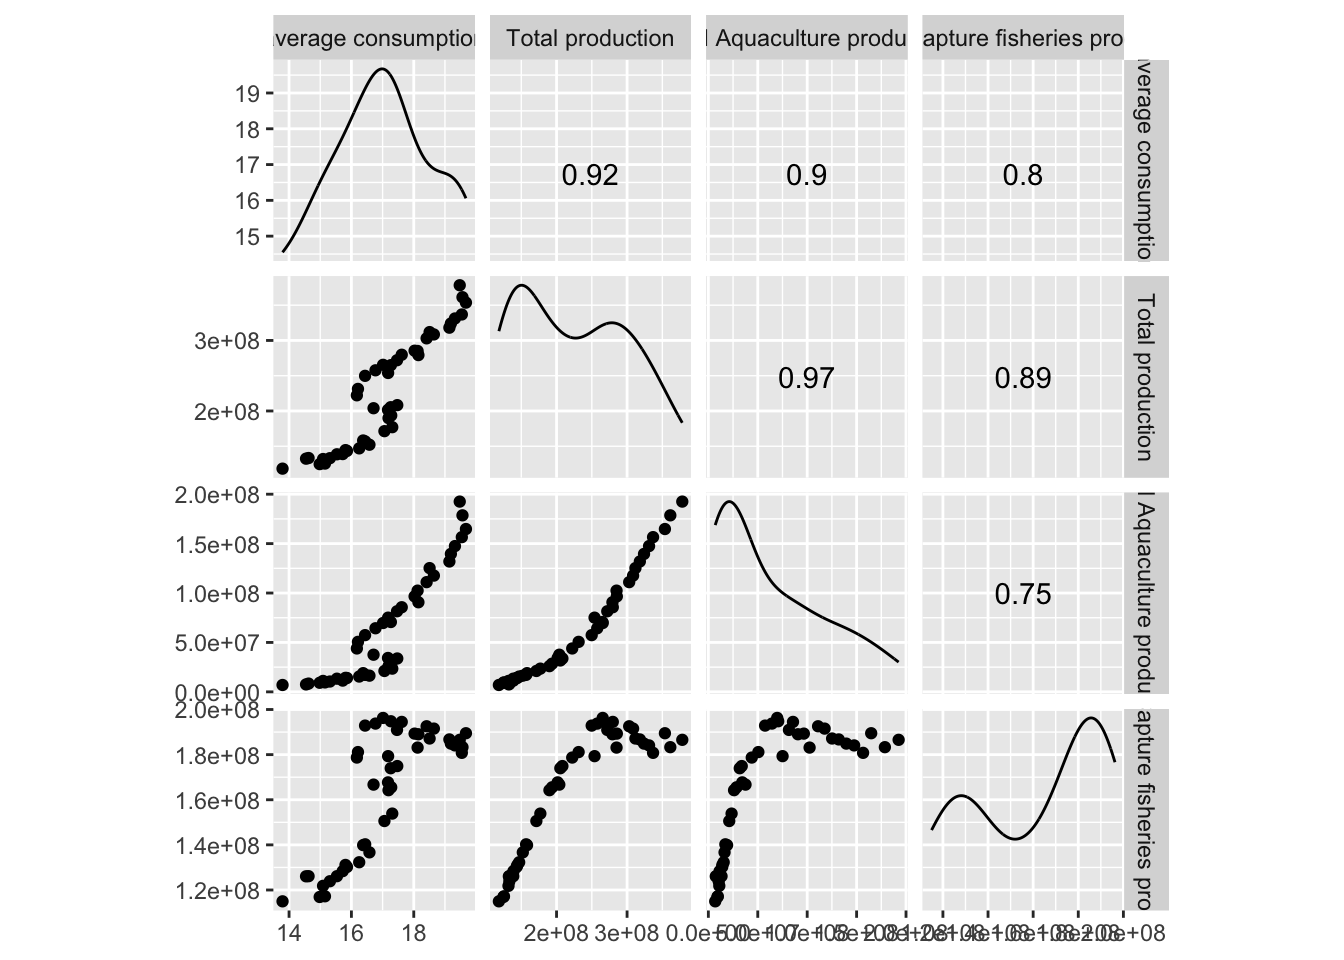 verage consumption
Total production
l Aquaculture produ
apture fisheries pro
19
18
17
16
15
0.92
0.9
0.8
verage consumptio
3e+08
2e+08
0.97
0.89
Total production
2.0e+08
1.5e+08
1.0e+08
5.0e+07
0.0e+00
0.75
l Aquaculture produ
2.0e+08
1.8e+08
1.6e+08
1.4e+08
1.2e+08
apture fisheries pro
14 16 18 2e+08 3e+08